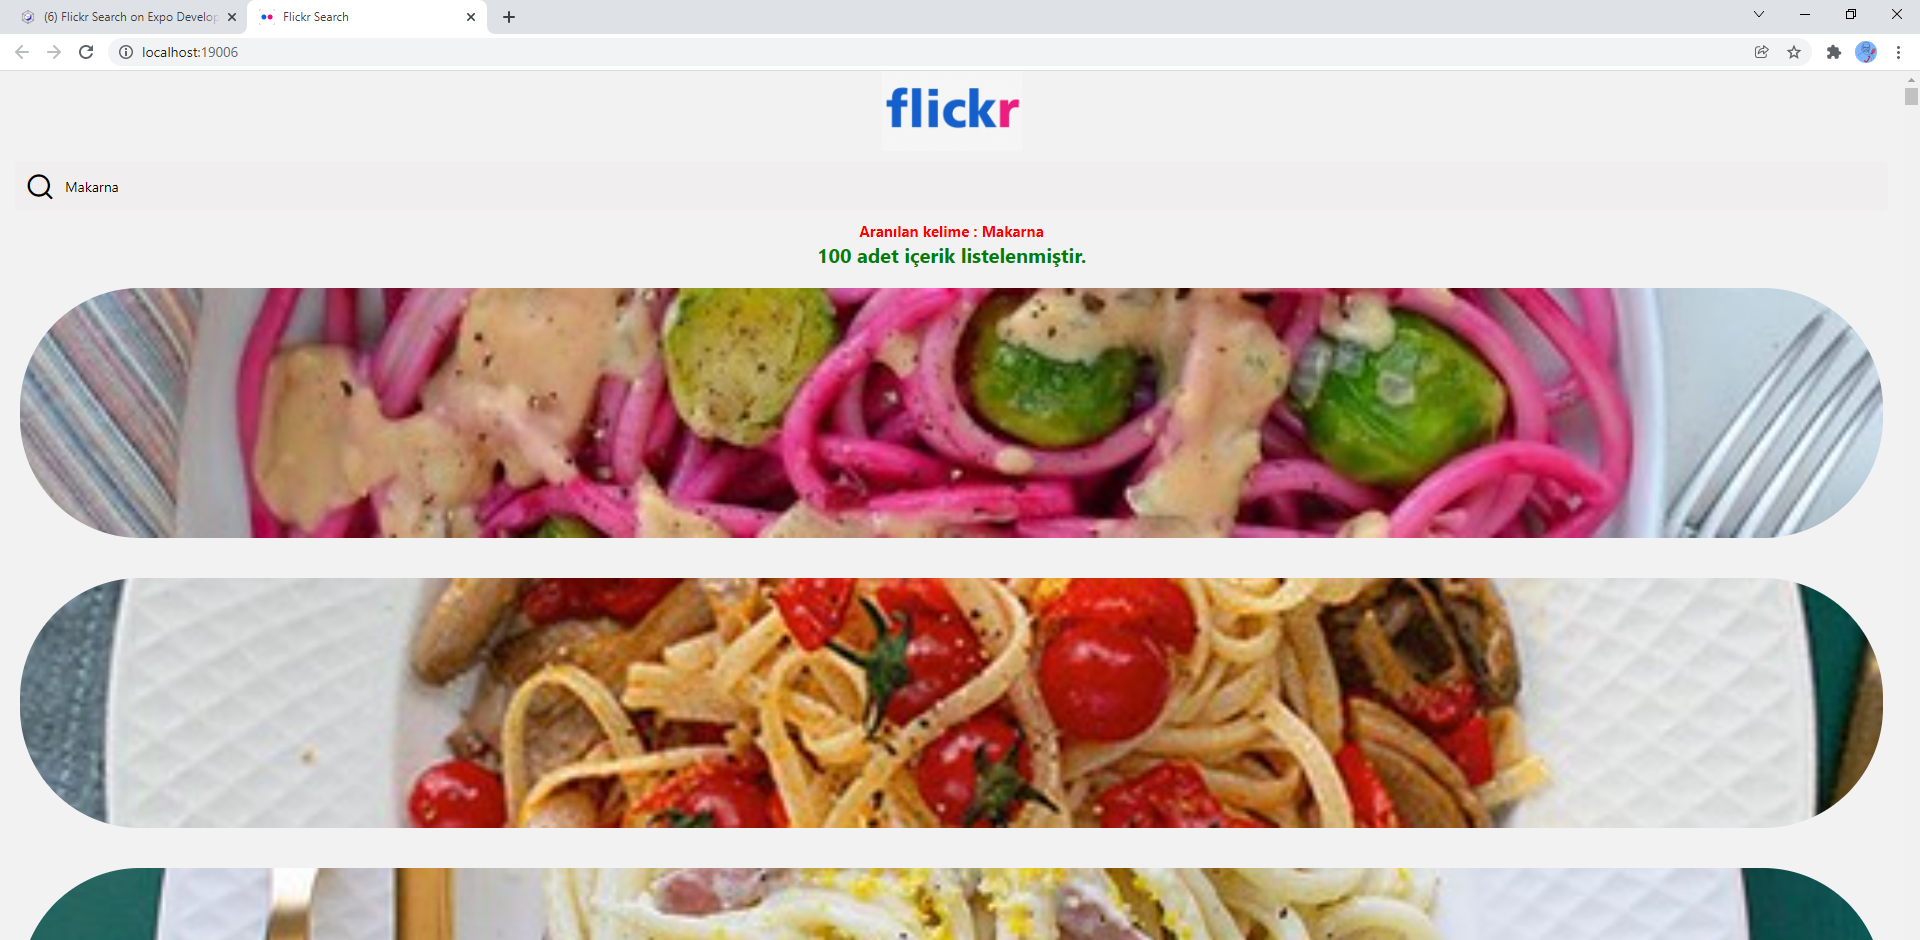 (6) Flickr Search on Expo Develop
Flickr Search
localhost:19006
flickr
Makarna
Aranılan kelime : Makarna
100 adet içerik listelenmiştir.